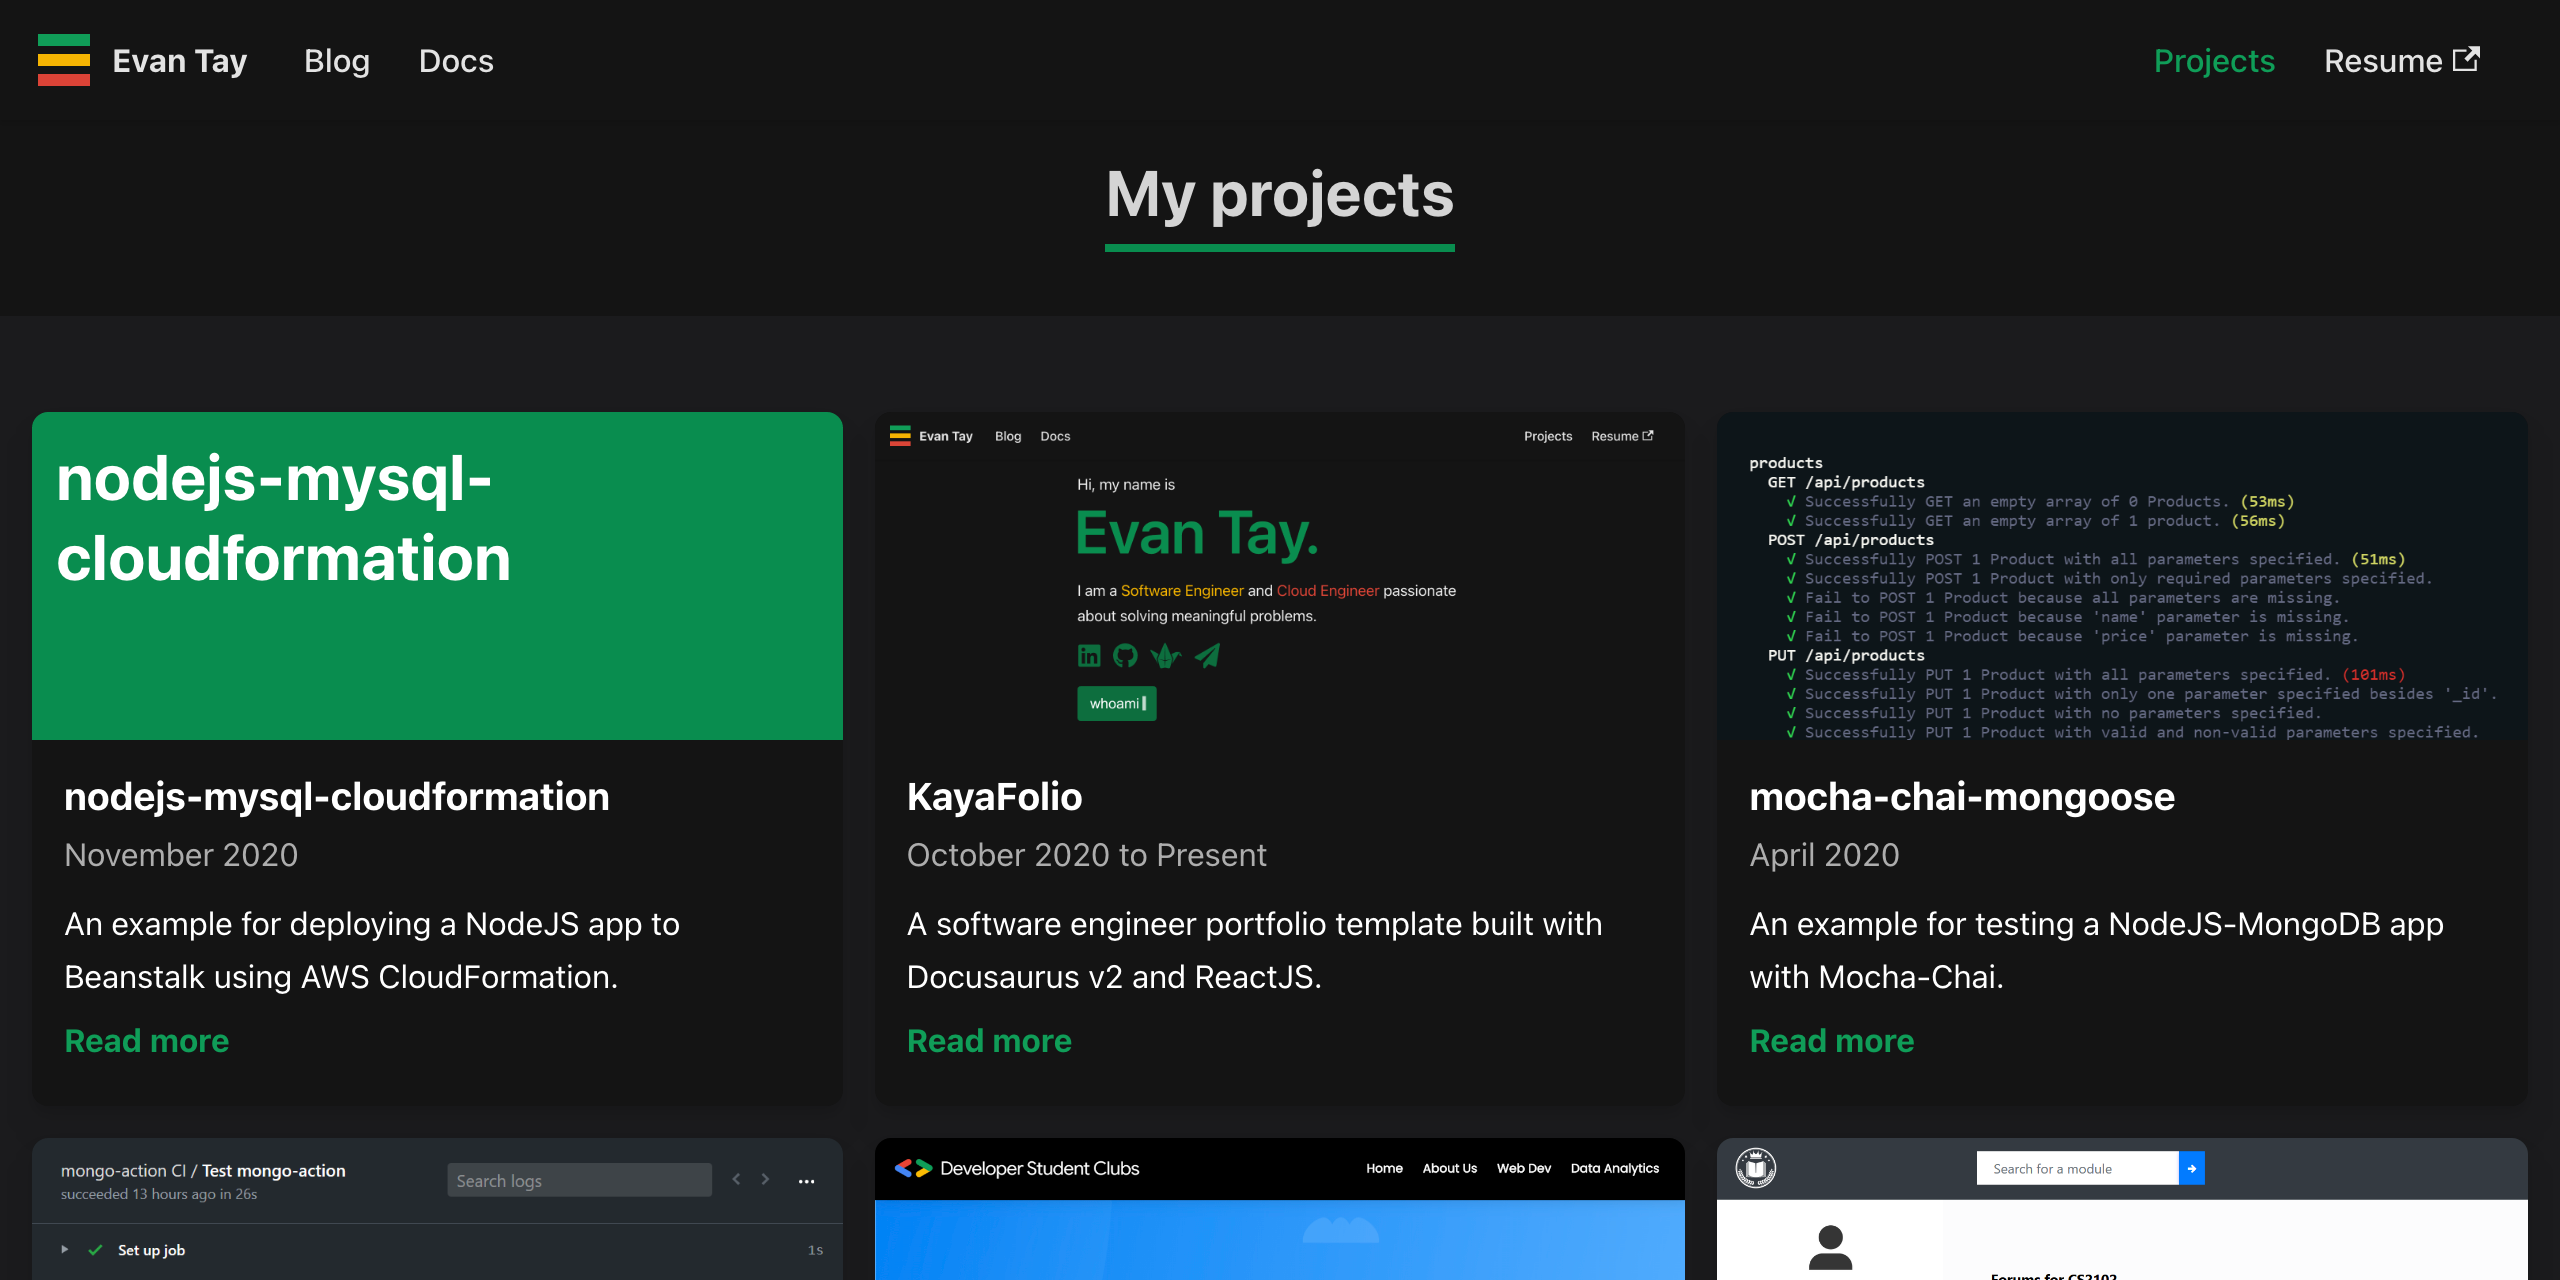 Evan Tay
Blog
Docs
Projects
Resume
My projects
nodejs-mysql-
cloudformation
nodejs-mysql-cloudformation
November 2020
An example for deploying a NodeJS app to
Beanstalk using AWS CloudFormation.
Read more
Evan Tay
Blog
Docs
Projects
Resume
Hi, my name is
Evan Tay.
I am a Software Engineer and Cloud Engineer passionate
about solving meaningful problems.
whoami
KayaFolio
October 2020 to Present
A software engineer portfolio template built with
Docusaurus v2 and ReactJS.
Read more
products
GET /api/products
√ Successfully GET an empty array of 0 Products. (53ms)
√ Successfully GET an empty array of 1 product. (56ms)
POST /api/products
√ Successfully POST 1 Product with all parameters specified. (51ms)
√ Successfully POST 1 Product with only required parameters specified.
√ Fail to POST 1 Product because all parameters are missing.
√ Fail to POST 1 Product because 'name' parameter is missing.
√ Fail to POST 1 Product because 'price' parameter is missing.
PUT /api/products
√ Successfully PUT 1 Product with all parameters specified. (101ms)
√ Successfully PUT 1 Product with only one parameter specified besides '_id'.
√ Successfully PUT 1 Product with no parameters specified.
√ Successfully PUT 1 Product with valid and non-valid parameters specified.
mocha-chai-mongoose
April 2020
An example for testing a NodeJS-MongoDB app
with Mocha-Chai.
Read more
mongo-action CI / Test mongo-action
succeeded 13 hours ago in 26s
Search logs
Set up job
1s
Developer Student Clubs
Home
About Us
Web Dev
Data Analytics
Search for a module
Forums for CS2102